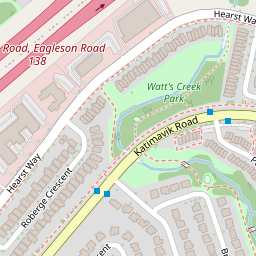 Hearst Way
Road, Eagleson Road
138
Watt's Creek
Park
Katimavik Road
Hearst Way
Roberge Crescent